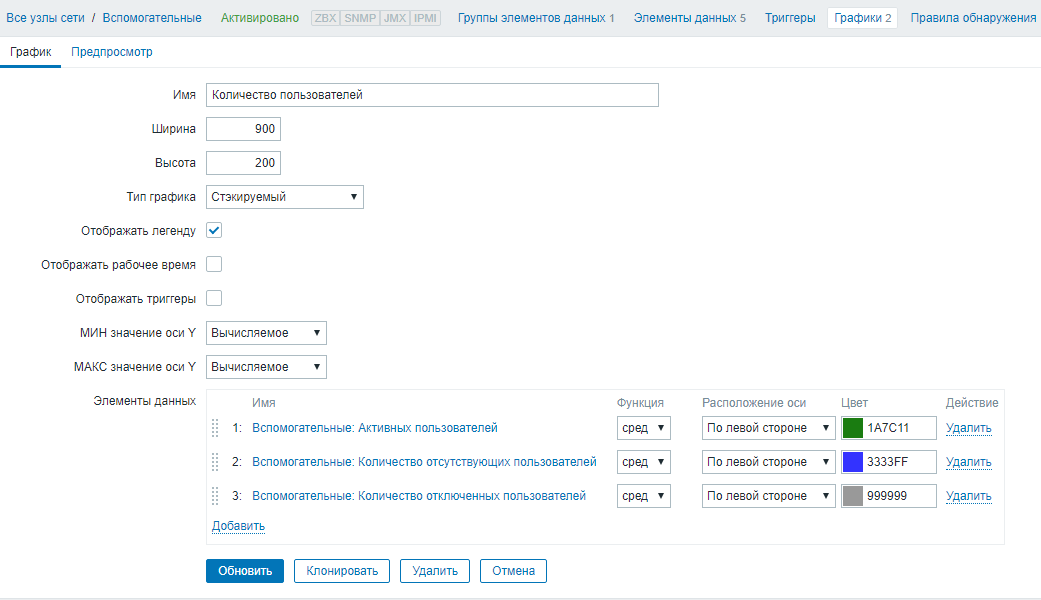 Все узлы сети / Вспомогательные Активировано ZBX SNMP JMX IPMI Группы элементов данных 1 Элементы данных 5 Триггеры Графики 2 Правила обнаружения
График Предпросмотр
Имя Количество пользователей
Ширина 900
Высота 200
Тип графика Стэкируемый
Отображать легенду
Отображать рабочее время
Отображать триггеры
МИН значение оси Y Вычисляемое
МАКС значение оси Y Вычисляемое
Элементы данных Имя Функция Расположение оси Цвет Действие
1: Вспомогательные: Активных пользователей сред По левой стороне 1A7C11 Удалить
2: Вспомогательные: Количество отсутствующих пользователей сред По левой стороне 3333FF Удалить
3: Вспомогательные: Количество отключенных пользователей сред По левой стороне 999999 Удалить
Добавить
Обновить Клонировать Удалить Отмена